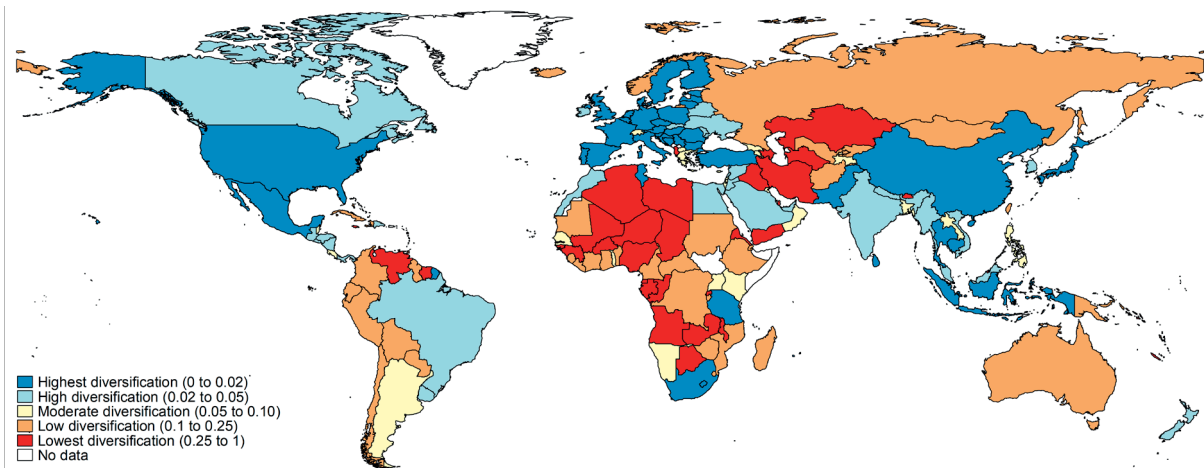 Highest diversification (0 to 0.02)
High diversification (0.02 to 0.05)
Moderate diversification (0.05 to 0.10)
Low diversification (0.1 to 0.25)
Lowest diversification (0.25 to 1)
No data